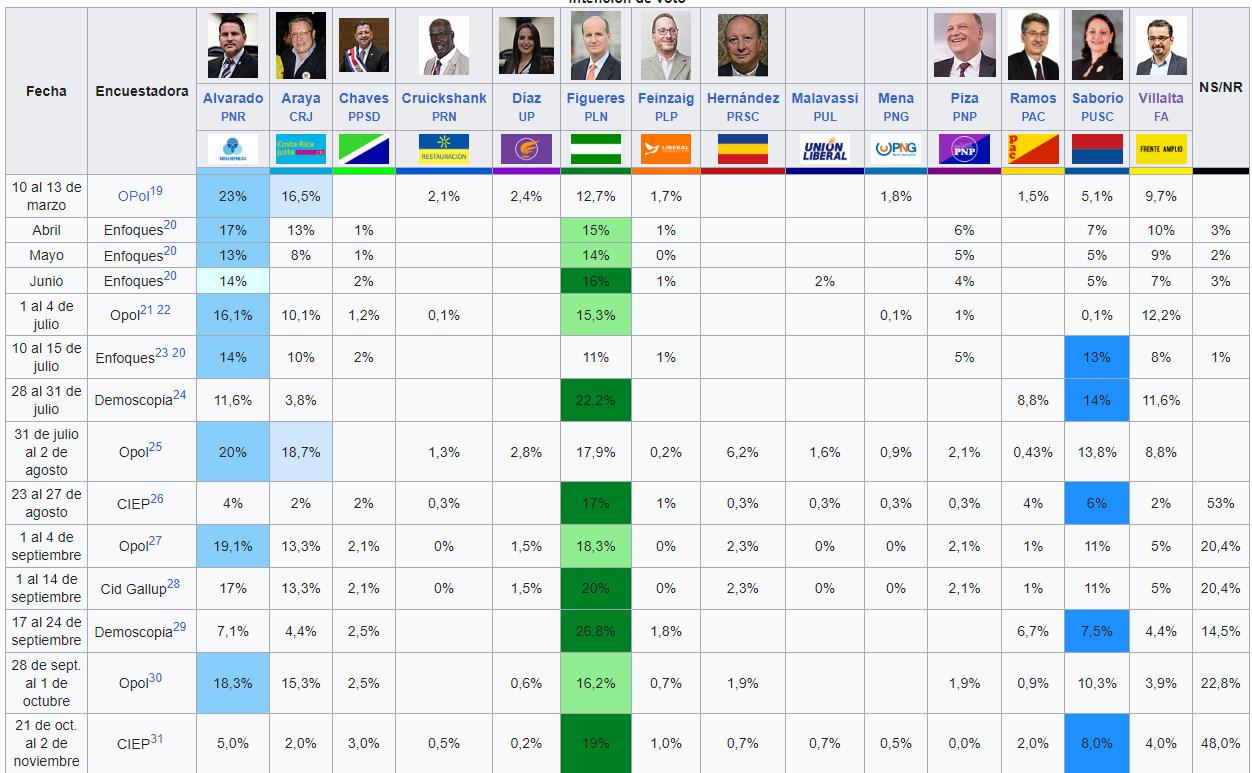 Intención de voto
Fecha Encuestadora Alvarado PNR Araya CRJ Chaves PPSD Cruickshank PRN Díaz UP Figueres PLN Feinzaig PLP Hernández PRSC Malavassi PUL Mena PNG Piza PNP Ramos PAC Saborío PUSC Villalta FA NS/NR
NUEVA REPÚBLICA Costa Rica justa RESTAURACIÓN LIBERAL UNIÓN LIBERAL PNG PNP Pac FRENTE AMPLIO
10 al 13 de marzo OPol19 23% 16,5% 2,1% 2,4% 12,7% 1,7% 1,8% 1,5% 5,1% 9,7%
Abril Enfoques20 17% 13% 1% 15% 1% 6% 7% 10% 3%
Mayo Enfoques20 13% 8% 1% 14% 0% 5% 5% 9% 2%
Junio Enfoques20 14% 2% 16% 1% 2% 4% 5% 7% 3%
1 al 4 de julio Opol21 22 16,1% 10,1% 1,2% 0,1% 15,3% 0,1% 1% 0,1% 12,2%
10 al 15 de julio Enfoques23 20 14% 10% 2% 11% 1% 5% 13% 8% 1%
28 al 31 de julio Demoscopia24 11,6% 3,8% 22,2% 8,8% 14% 11,6%
31 de julio al 2 de agosto Opol25 20% 18,7% 1,3% 2,8% 17,9% 0,2% 6,2% 1,6% 0,9% 2,1% 0,43% 13,8% 8,8%
23 al 27 de agosto CIEP26 4% 2% 2% 0,3% 17% 1% 0,3% 0,3% 0,3% 0,3% 4% 6% 2% 53%
1 al 4 de septiembre Opol27 19,1% 13,3% 2,1% 0% 1,5% 18,3% 0% 2,3% 0% 0% 2,1% 1% 11% 5% 20,4%
1 al 14 de septiembre Cid Gallup28 17% 13,3% 2,1% 0% 1,5% 20% 0% 2,3% 0% 0% 2,1% 1% 11% 5% 20,4%
17 al 24 de septiembre Demoscopia29 7,1% 4,4% 2,5% 26,8% 1,8% 6,7% 7,5% 4,4% 14,5%
28 de sept. al 1 de octubre Opol30 18,3% 15,3% 2,5% 0,6% 16,2% 0,7% 1,9% 1,9% 0,9% 10,3% 3,9% 22,8%
21 de oct. al 2 de noviembre CIEP31 5,0% 2,0% 3,0% 0,5% 0,2% 19% 1,0% 0,7% 0,7% 0,5% 0,0% 2,0% 8,0% 4,0% 48,0%